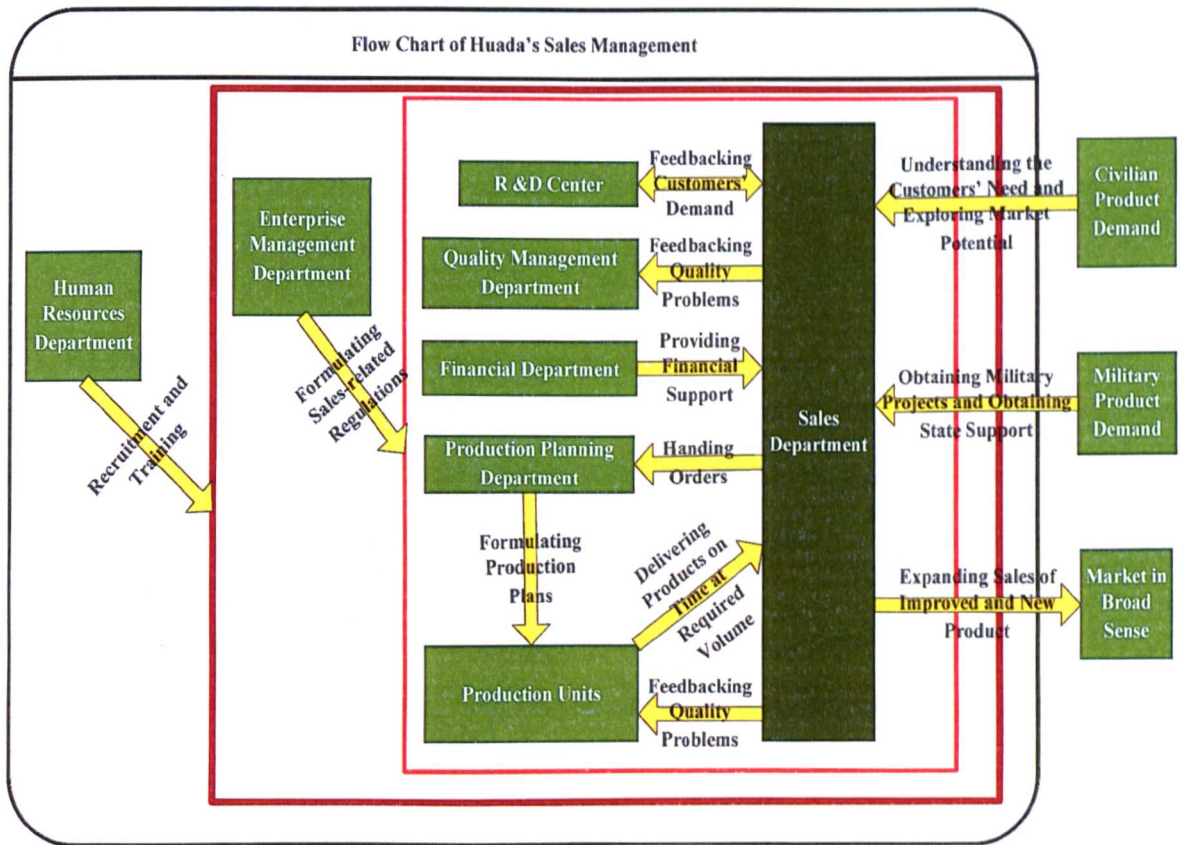 Flow Chart of Huada's Sales Management
R &D Center
Feedbacking
Customers'
Demand
Understanding the
Customers' Need and
Exploring Market
Potential
Civilian
Product
Demand
Enterprise
Management
Department
Quality Management
Department
Feedbacking
Quality
Problems
Human
Resources
Department
Formulating
Sales-related
Regulations
Financial Department
Providing
Financial
Support
Sales
Department
Obtaining Military
Projects and Obtaining
State Support
Military
Product
Demand
Recruitment and
Training
Production Planning
Department
Handing
Orders
Formulating
Production
Plans
Delivering
Products on
Time at
Required
Volume
Expanding Sales of
Improved and New
Product
Market in
Broad
Sense
Production Units
Feedbacking
Quality
Problems